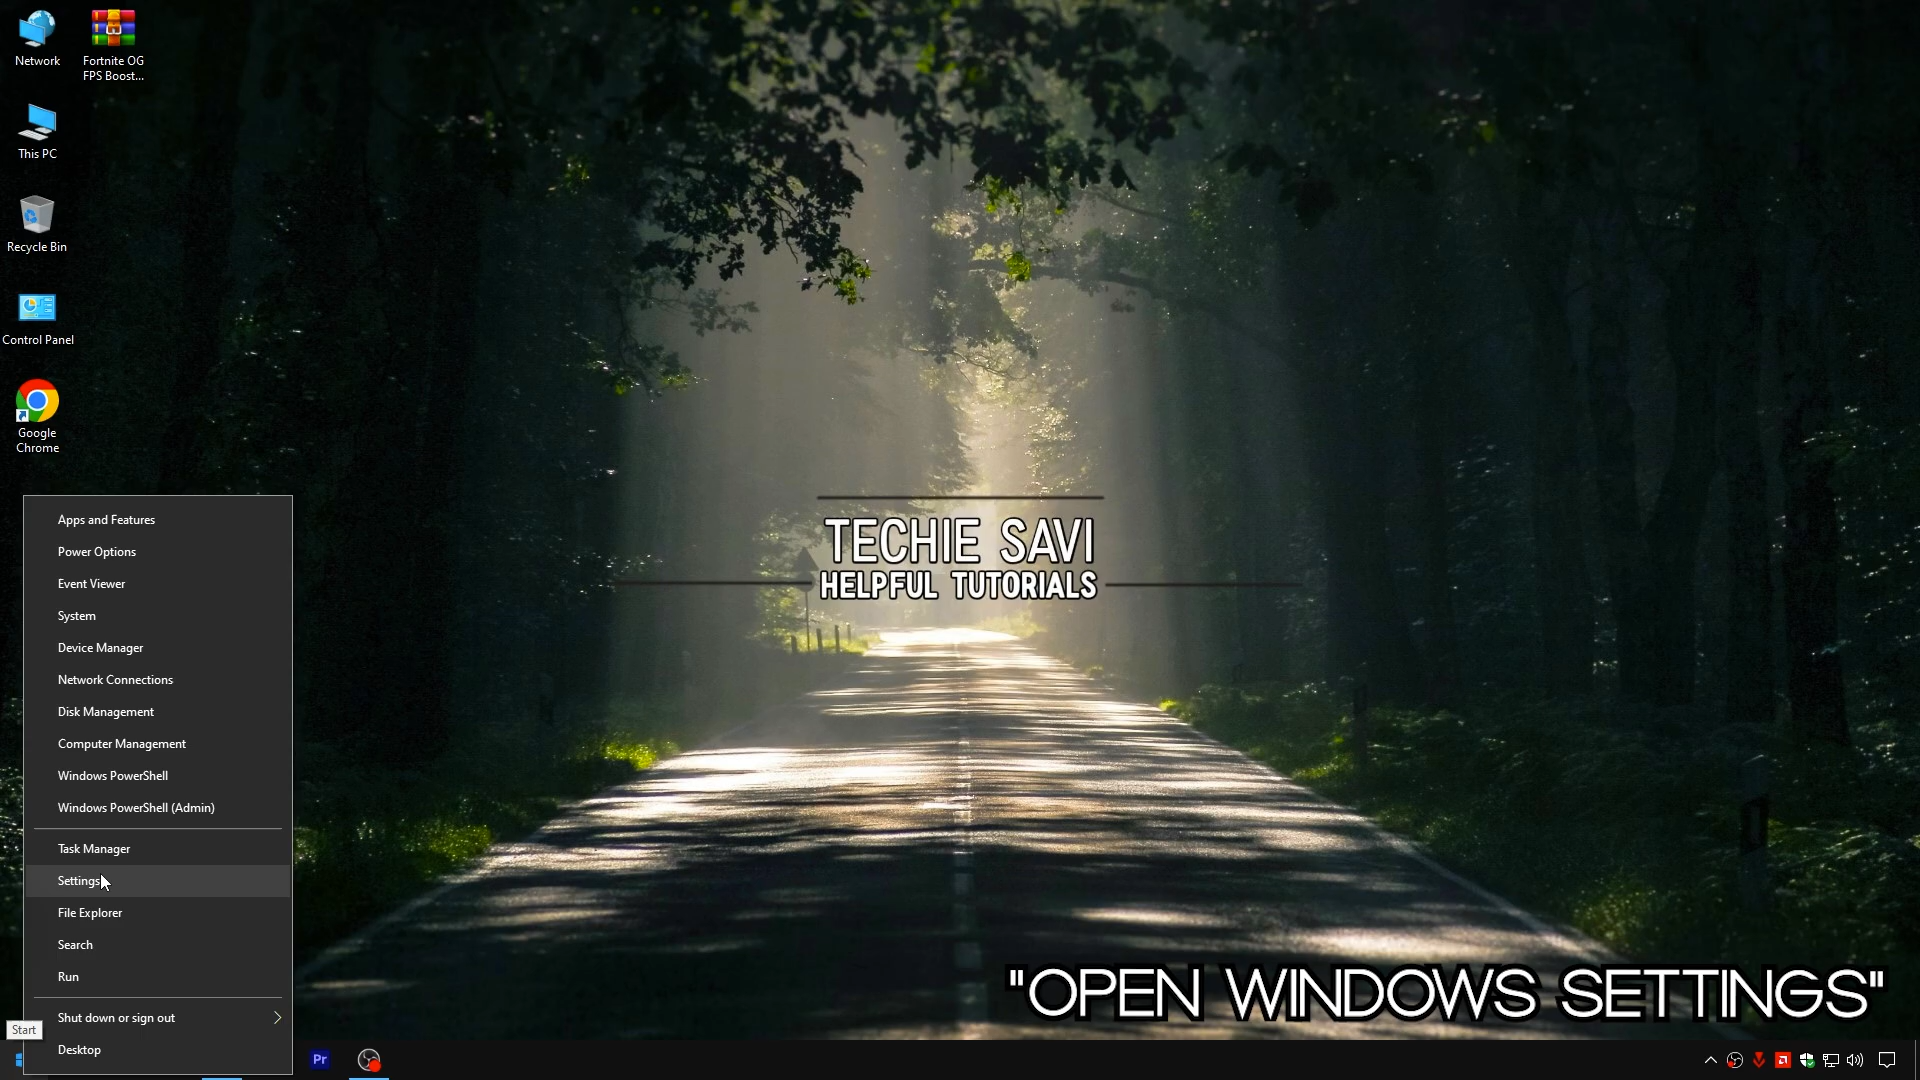 Network
Fortnite OG
FPS Boost...
This PC
Recycle Bin
Control Panel
Google
Chrome
TECHIE SAVI
HELPFUL TUTORIALS
Apps and Features
Power Options
Event Viewer
System
Device Manager
Network Connections
Disk Management
Computer Management
Windows PowerShell
Windows PowerShell (Admin)
Task Manager
Settings
File Explorer
Search
Run
Shut down or sign out
Desktop
Start
"OPEN WINDOWS SETTINGS"
Pr